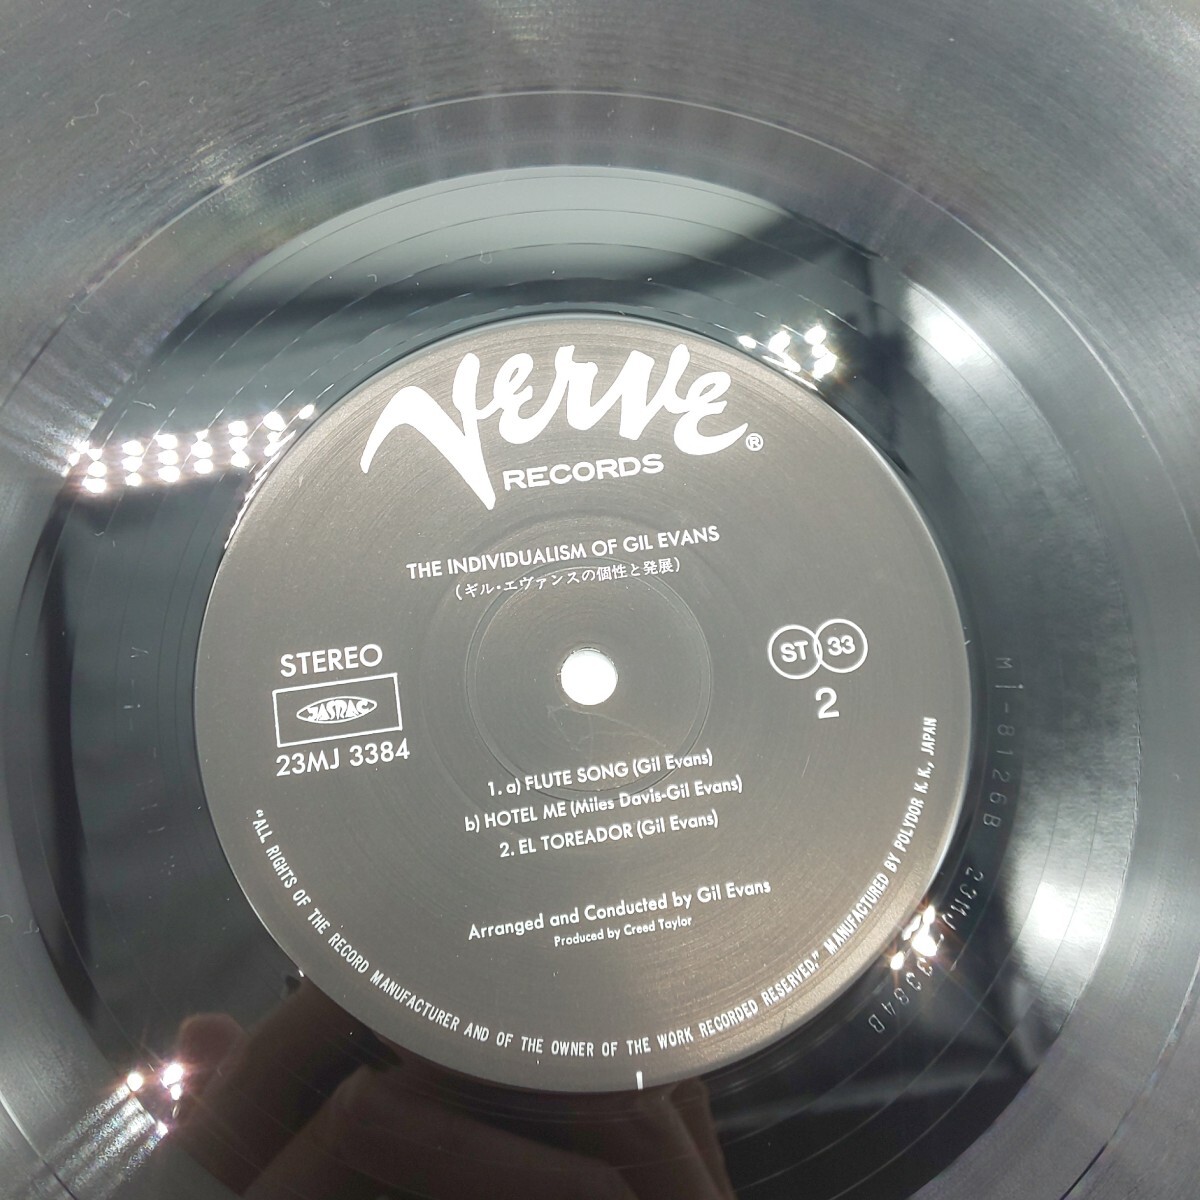 Verve®
RECORDS
THE INDIVIDUALISM OF GIL EVANS
(ギル・エヴァンスの個性と発展)
STEREO
JASRAC
23MJ 3384
ST 33
2
1. a) FLUTE SONG (Gil Evans)
b) HOTEL ME (Miles Davis-Gil Evans)
2. EL TOREADOR (Gil Evans)
Arranged and Conducted by Gil Evans
Produced by Creed Taylor
"ALL RIGHTS OF THE RECORD MANUFACTURER AND OF THE OWNER OF THE WORK RECORDED RESERVED." MANUFACTURED BY POLYDOR K.K., JAPAN
M1-8126B 23MJ 3384B